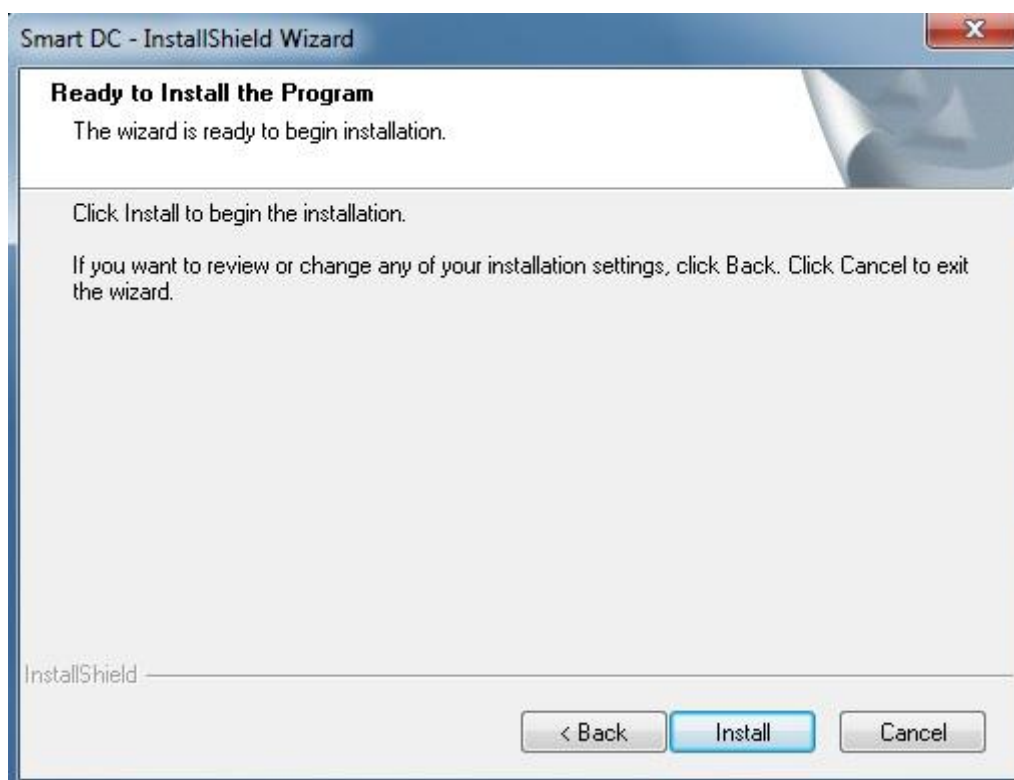 Smart DC - InstallShield Wizard
Ready to Install the Program
The wizard is ready to begin installation.
Click Install to begin the installation.
If you want to review or change any of your installation settings, click Back. Click Cancel to exit
the wizard.
InstallShield
< Back Install Cancel